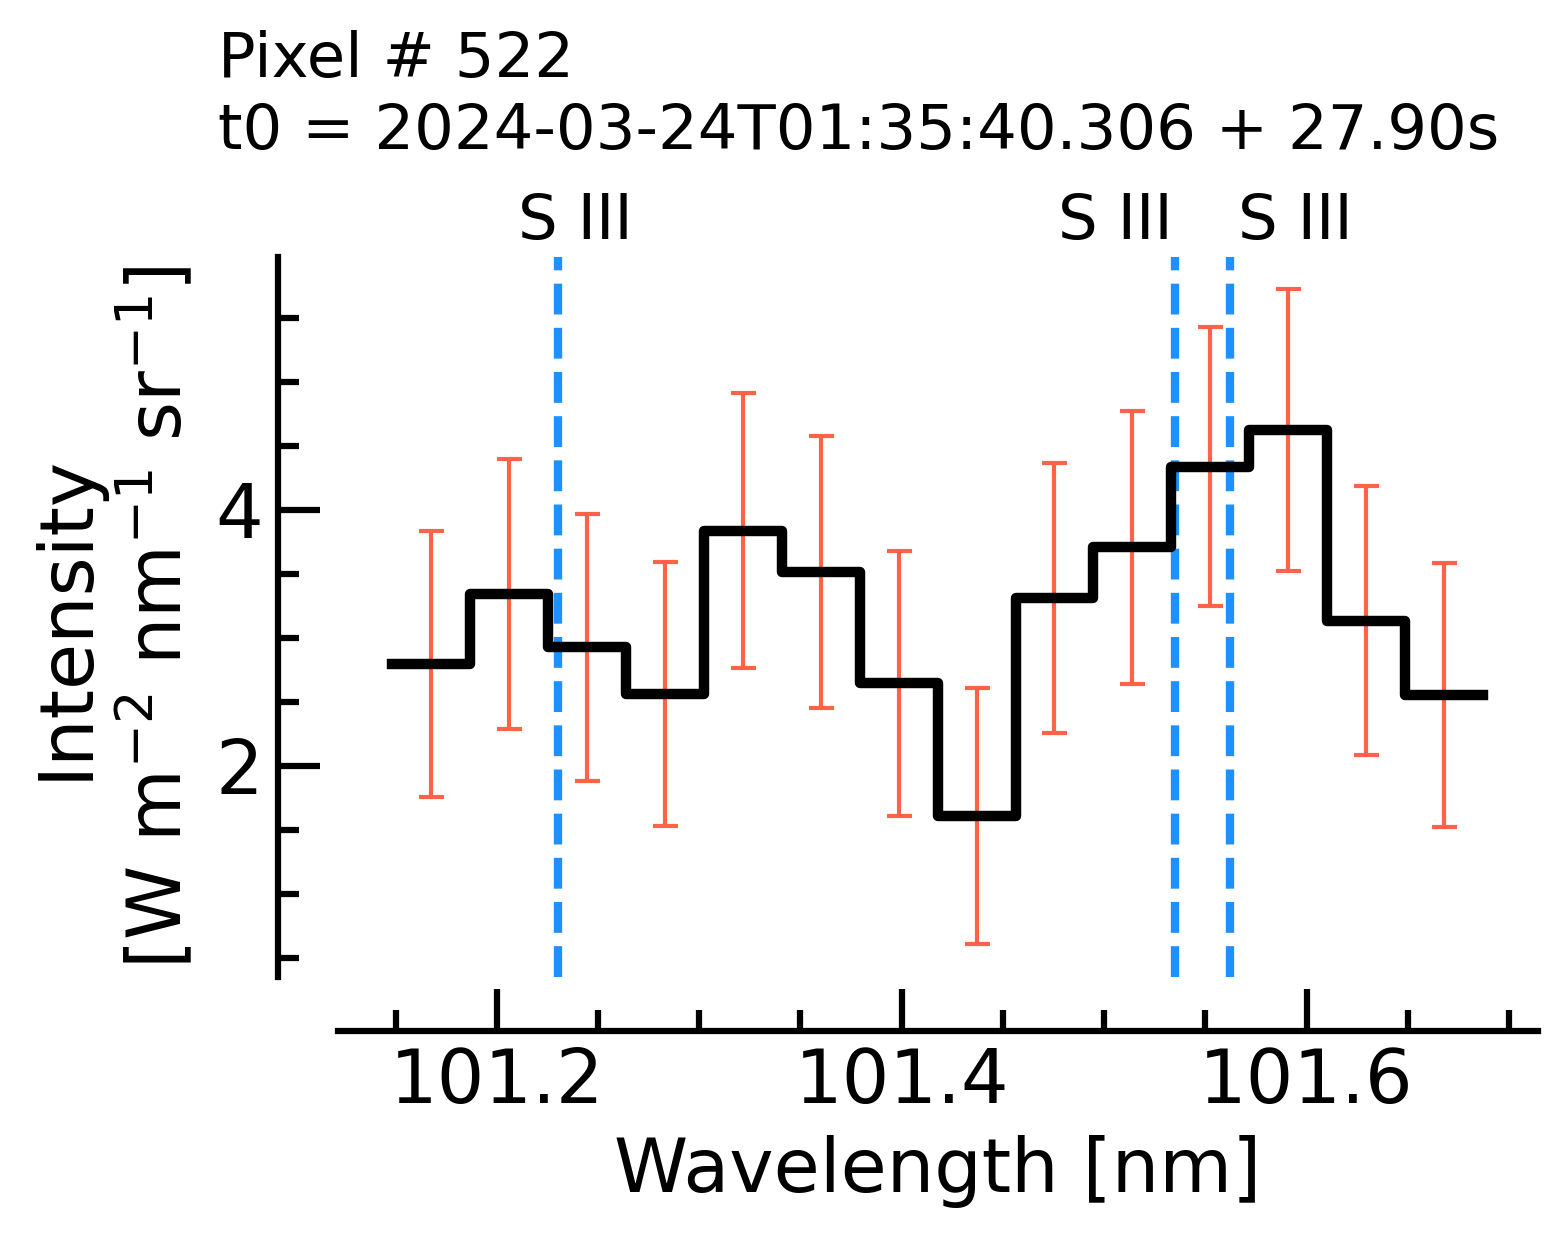 Pixel # 522
t0 = 2024-03-24T01:35:40.306 + 27.90s
S III S III S III
Intensity
[W m⁻² nm⁻¹ sr⁻¹]
4
2
101.2 101.4 101.6
Wavelength [nm]